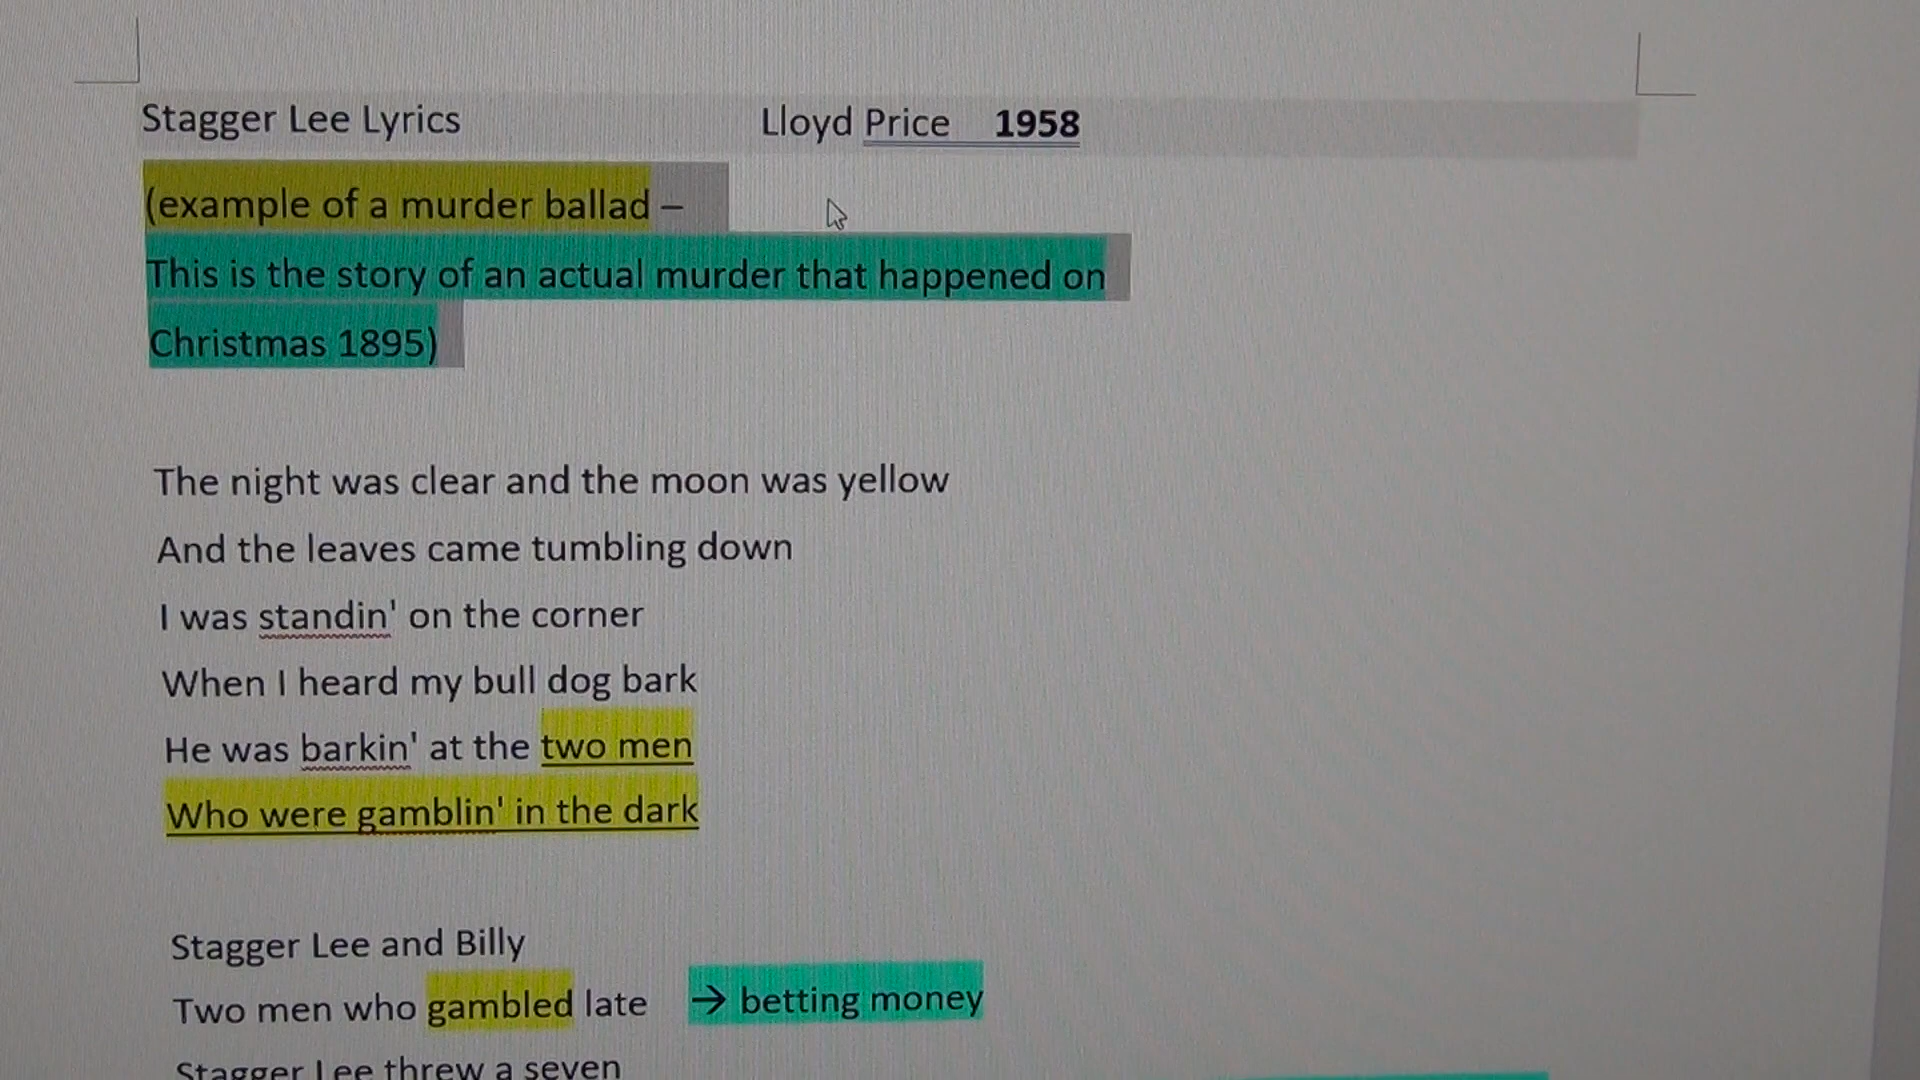 Stagger Lee Lyrics Lloyd Price 1958
(example of a murder ballad –
This is the story of an actual murder that happened on
Christmas 1895)
The night was clear and the moon was yellow
And the leaves came tumbling down
I was standin' on the corner
When I heard my bull dog bark
He was barkin' at the two men
Who were gamblin' in the dark
Stagger Lee and Billy
Two men who gambled late → betting money
Stagger Lee threw a seven